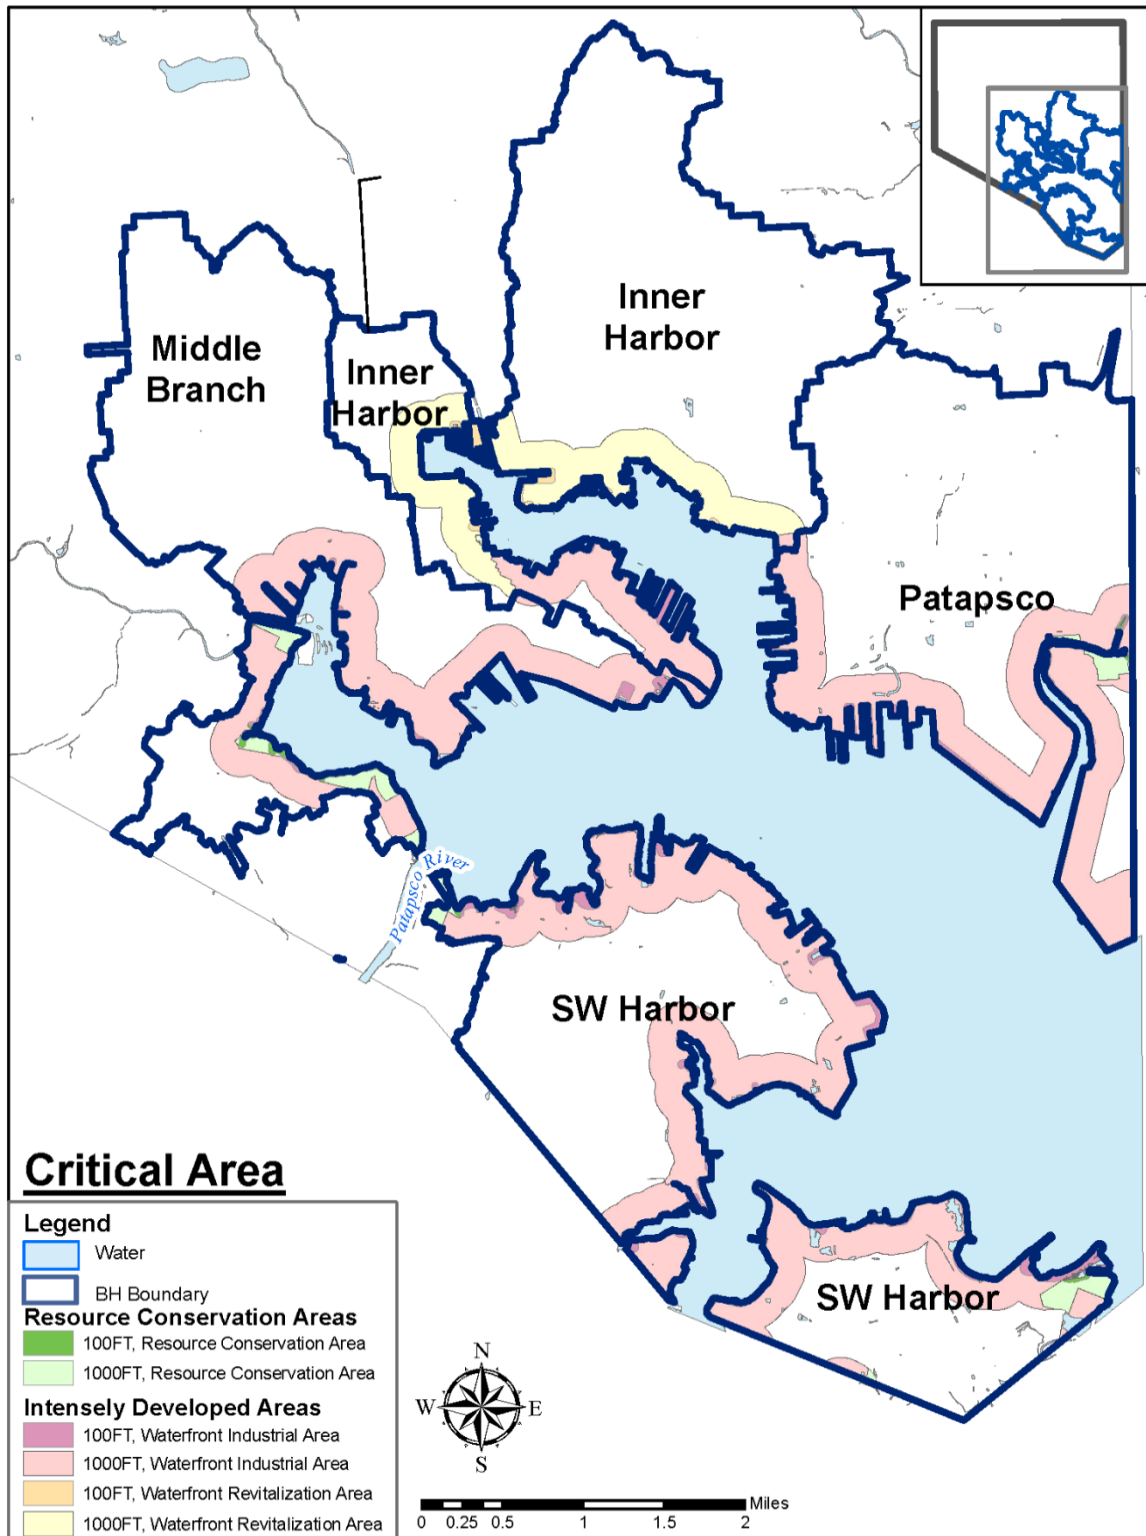 Inner
Harbor
Middle
Branch
Inner
Harbor
Patapsco
Patapsco River
SW Harbor
SW Harbor
Critical Area
Legend
Water
BH Boundary
Resource Conservation Areas
100FT, Resource Conservation Area
1000FT, Resource Conservation Area
Intensely Developed Areas
100FT, Waterfront Industrial Area
1000FT, Waterfront Industrial Area
100FT, Waterfront Revitalization Area
1000FT, Waterfront Revitalization Area
N
W E
S
Miles
0 0.25 0.5 1 1.5 2